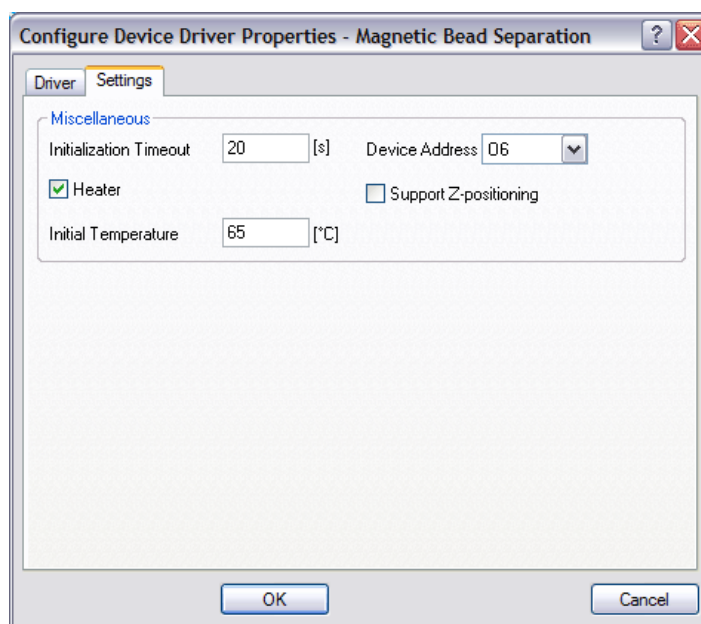 Configure Device Driver Properties - Magnetic Bead Separation
Driver Settings
Miscellaneous
Initialization Timeout 20 [s] Device Address 06
Heater Support Z-positioning
Initial Temperature 65 [°C]
OK Cancel